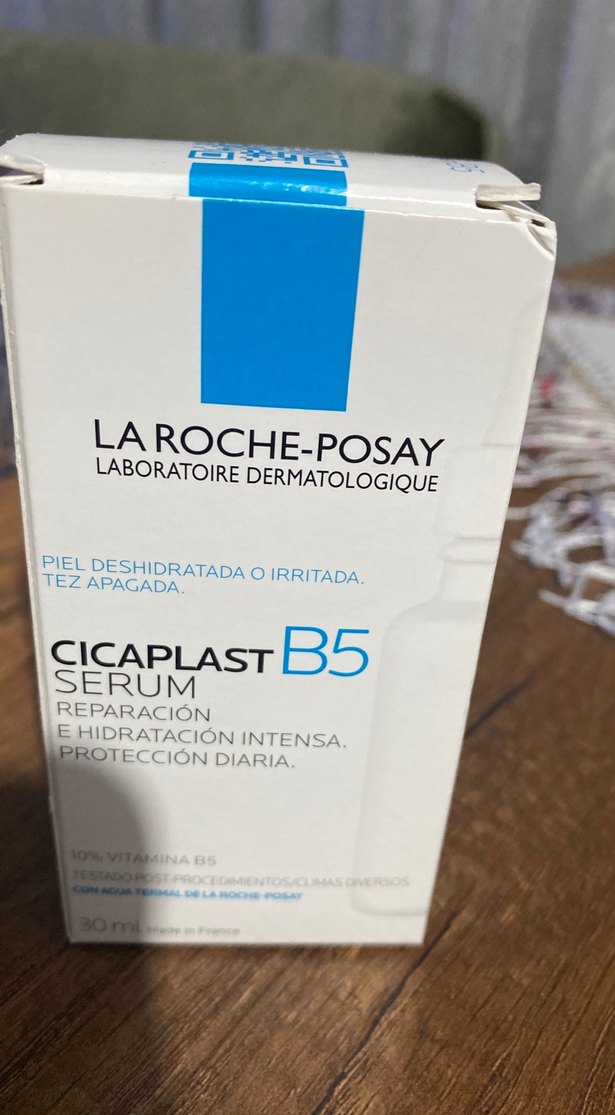 LA ROCHE-POSAY
LABORATOIRE DERMATOLOGIQUE
PIEL DESHIDRATADA O IRRITADA.
TEZ APAGADA.
CICAPLAST B5
SERUM
REPARACIÓN
E HIDRATACIÓN INTENSA.
PROTECCIÓN DIARIA.
10% VITAMINA B5
TESTADO POST-PROCEDIMIENTOS/CLIMAS DIVERSOS
CON AGUA TERMAL DE LA ROCHE-POSAY
30 mL Made in France